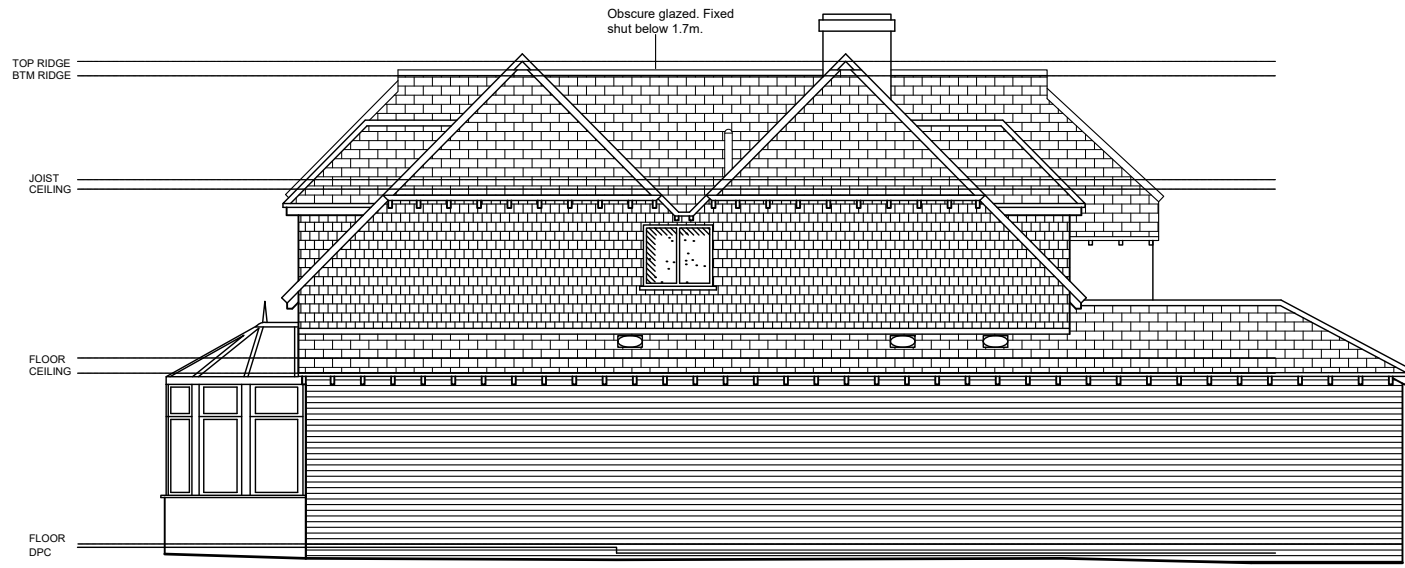 Obscure glazed. Fixed
shut below 1.7m.
TOP RIDGE
BTM RIDGE
JOIST
CEILING
FLOOR
CEILING
FLOOR
DPC